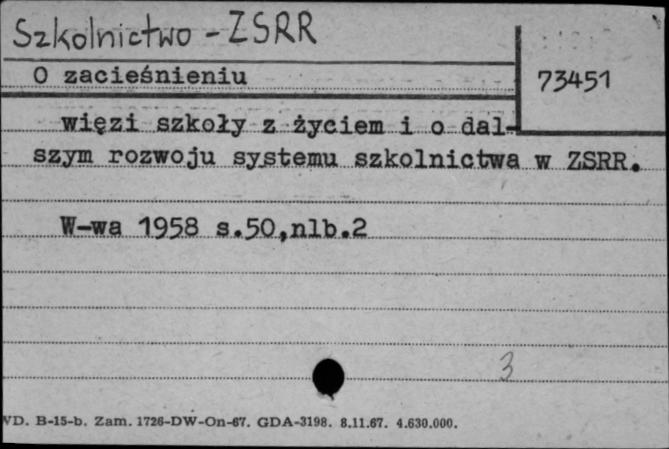 Szkolnictwo - ZSRR
O zacieśnieniu
73451
więzi szkoły z życiem i o dal-
szym rozwoju systemu szkolnictwa w ZSRR.
W-wa 1958 s.50,nlb.2
3
VD. B-15-b. Zam. 1726-DW-On-67. GDA-3198. 8.11.67. 4.630.000.